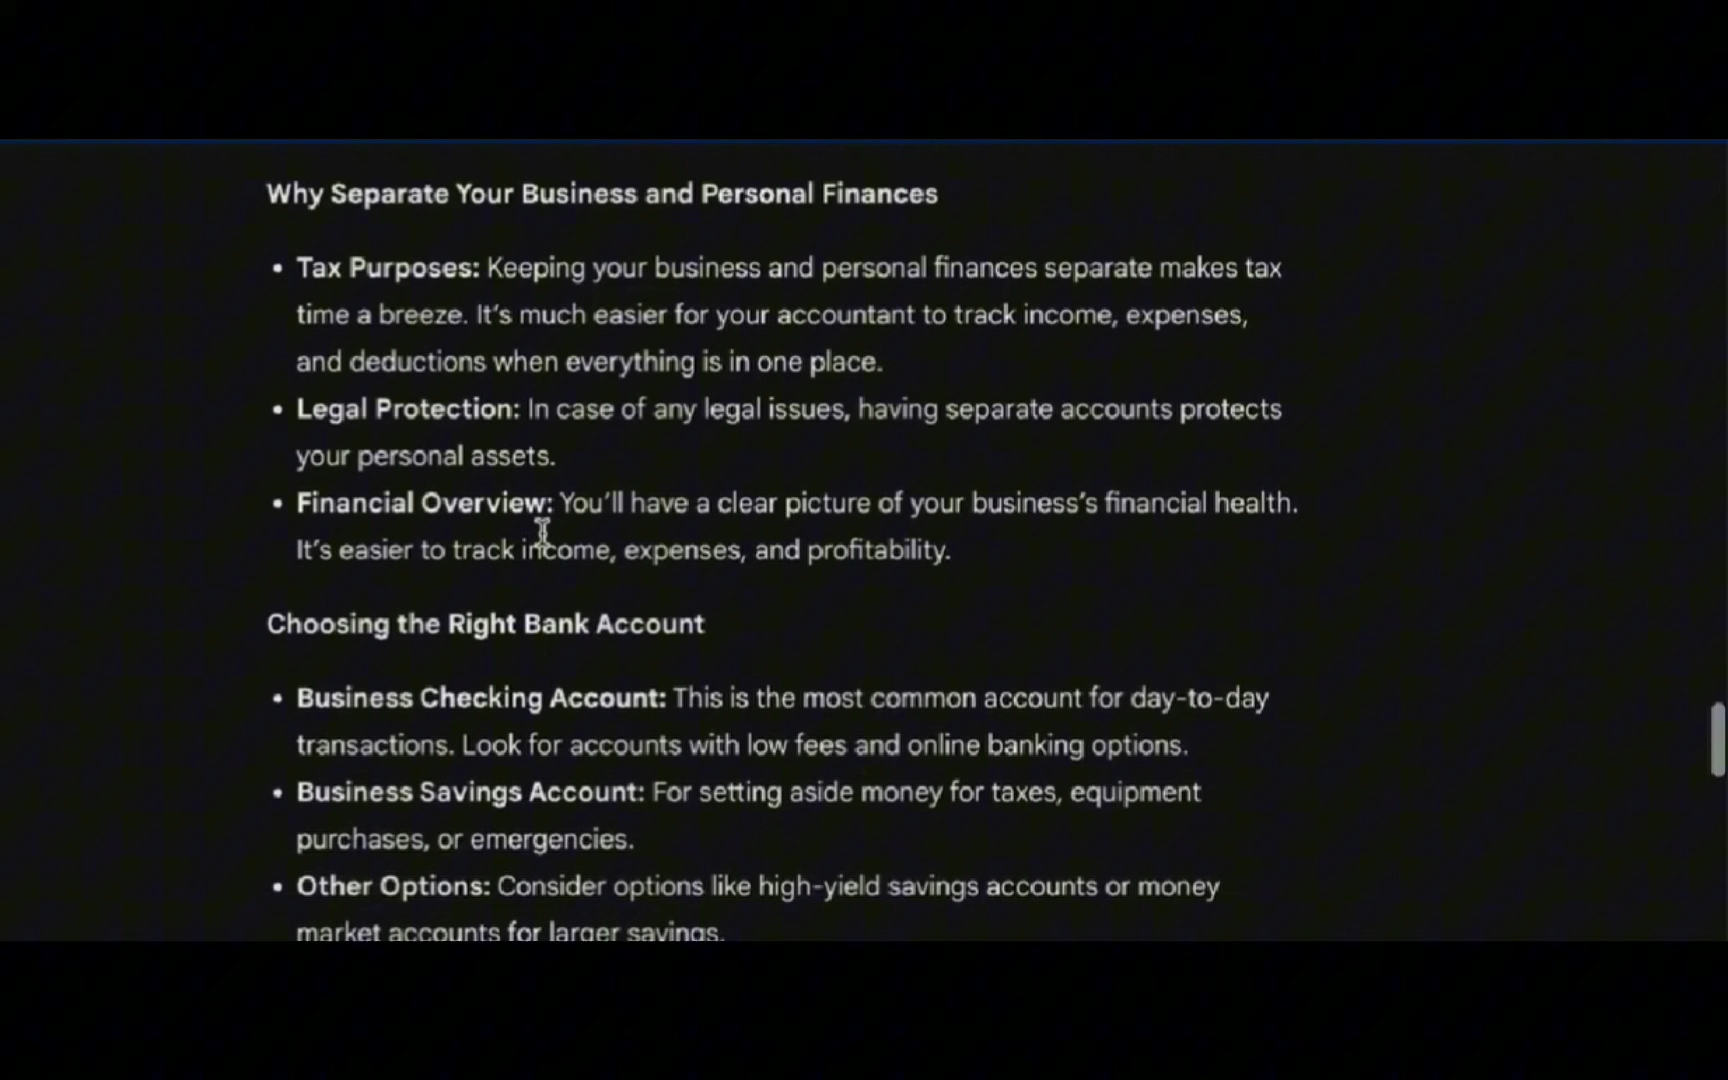 Why Separate Your Business and Personal Finances
• Tax Purposes: Keeping your business and personal finances separate makes tax
time a breeze. It’s much easier for your accountant to track income, expenses,
and deductions when everything is in one place.
• Legal Protection: In case of any legal issues, having separate accounts protects
your personal assets.
• Financial Overview: You’ll have a clear picture of your business’s financial health.
It’s easier to track income, expenses, and profitability.
Choosing the Right Bank Account
• Business Checking Account: This is the most common account for day-to-day
transactions. Look for accounts with low fees and online banking options.
• Business Savings Account: For setting aside money for taxes, equipment
purchases, or emergencies.
• Other Options: Consider options like high-yield savings accounts or money
market accounts for larger savings.